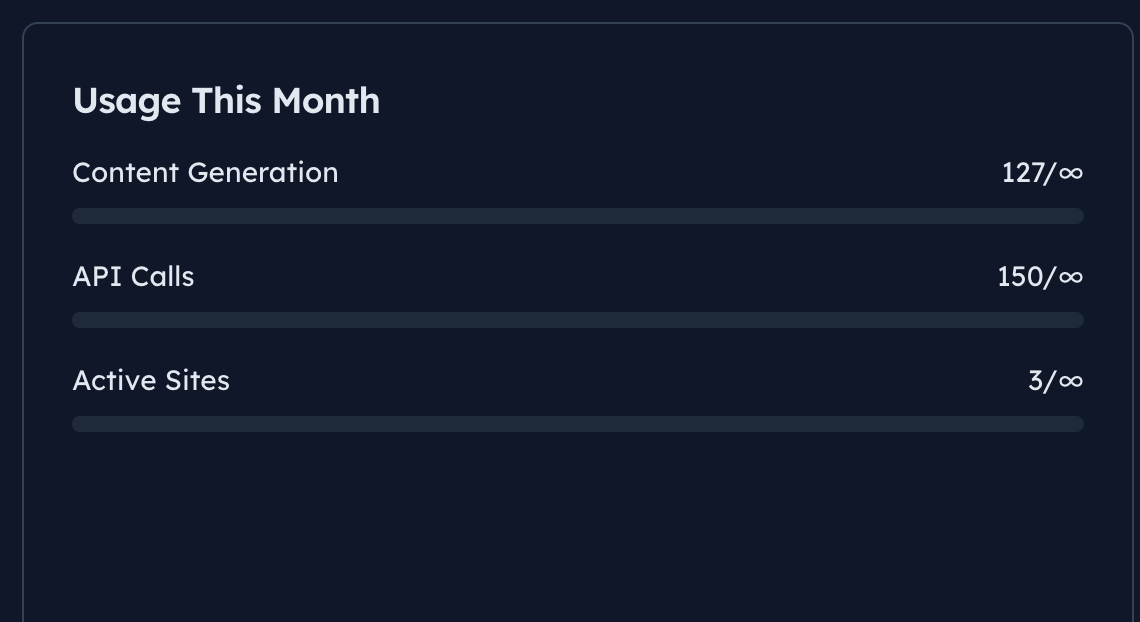 Usage This Month
Content Generation 127/∞
API Calls 150/∞
Active Sites 3/∞